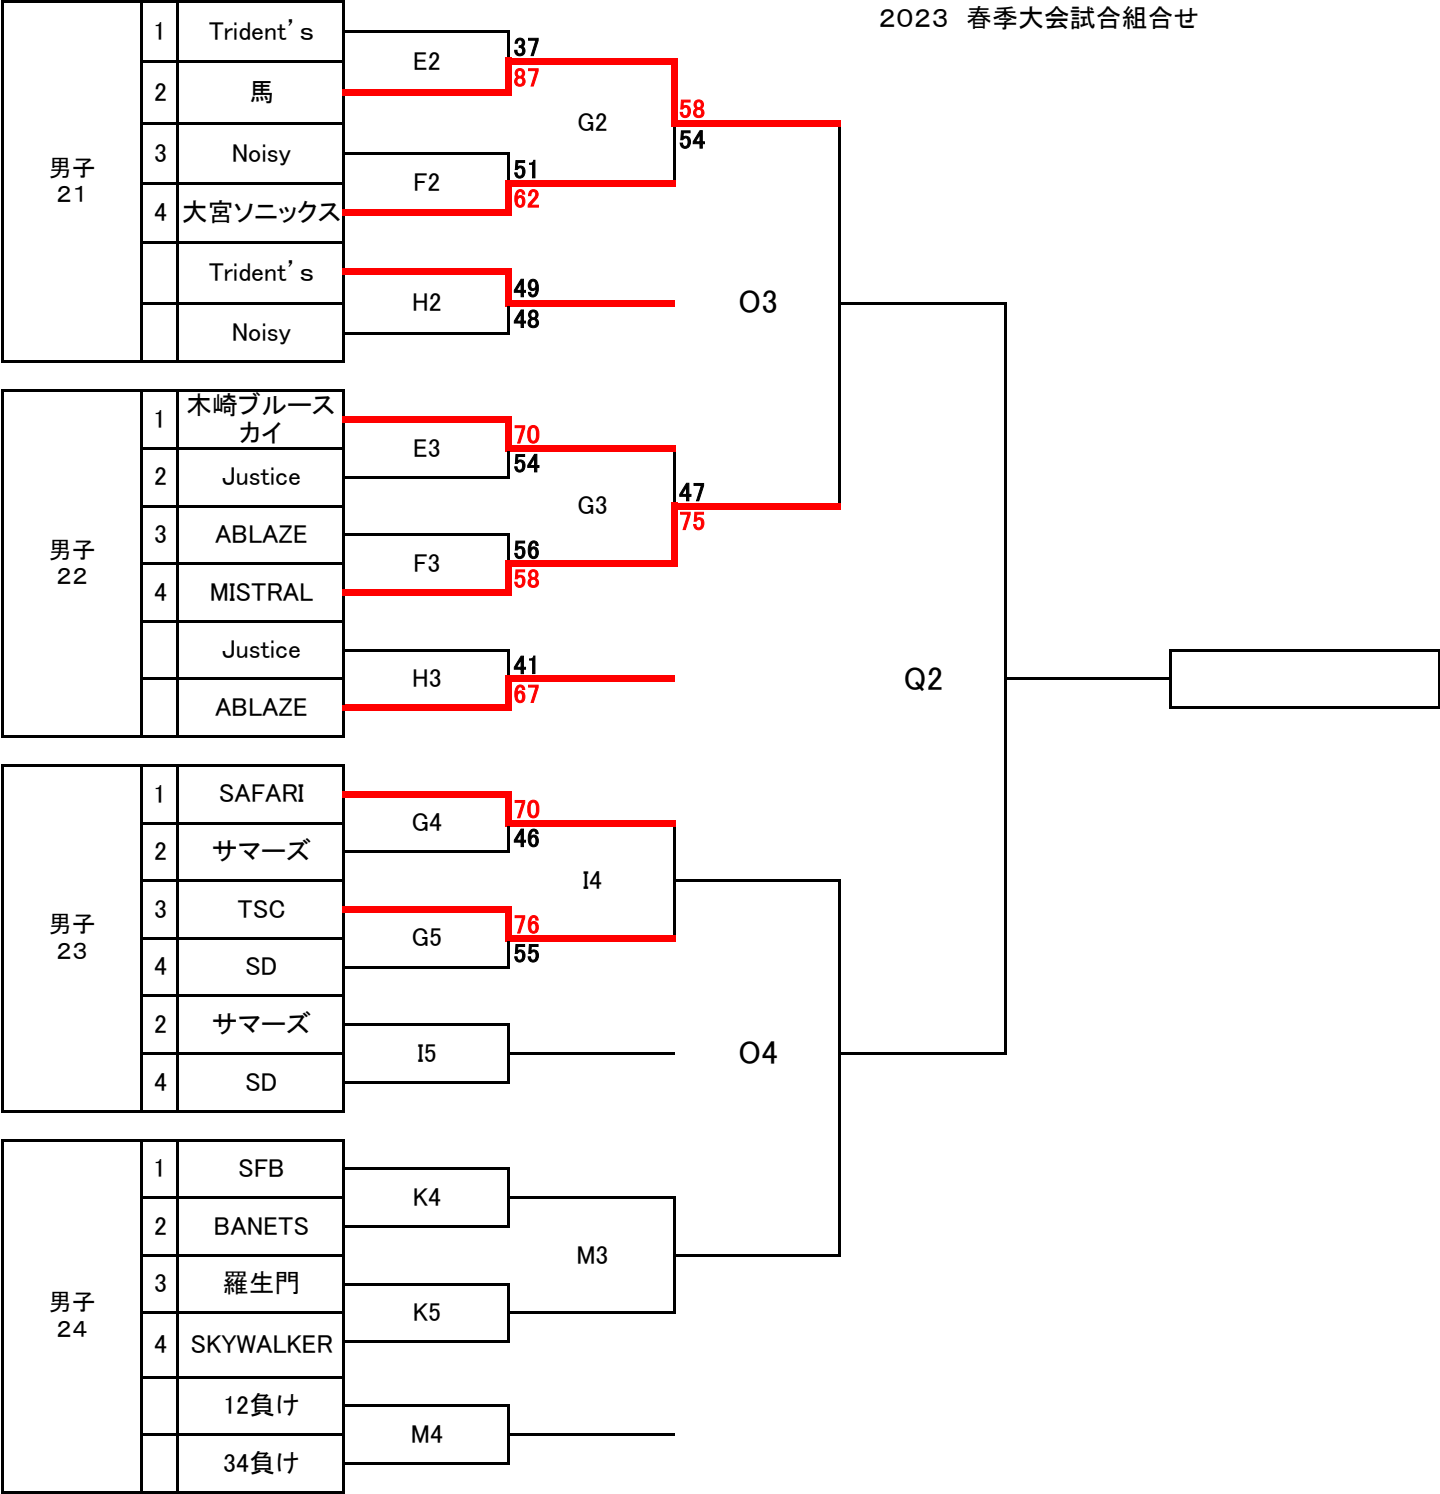 2023 春季大会試合組合せ
男子
21
1 Trident’s
2 馬
3 Noisy
4 大宮ソニックス
Trident’s
Noisy
E2
37
87
F2
51
62
H2
49
48
G2
58
54
男子
22
1 木崎ブルース
カイ
2 Justice
3 ABLAZE
4 MISTRAL
Justice
ABLAZE
E3
70
54
F3
56
58
H3
41
67
G3
47
75
O3
男子
23
1 SAFARI
2 サマーズ
3 TSC
4 SD
2 サマーズ
4 SD
G4
70
46
G5
76
55
I5
I4
男子
24
1 SFB
2 BANETS
3 羅生門
4 SKYWALKER
12負け
34負け
K4
K5
M4
M3
O4
Q2